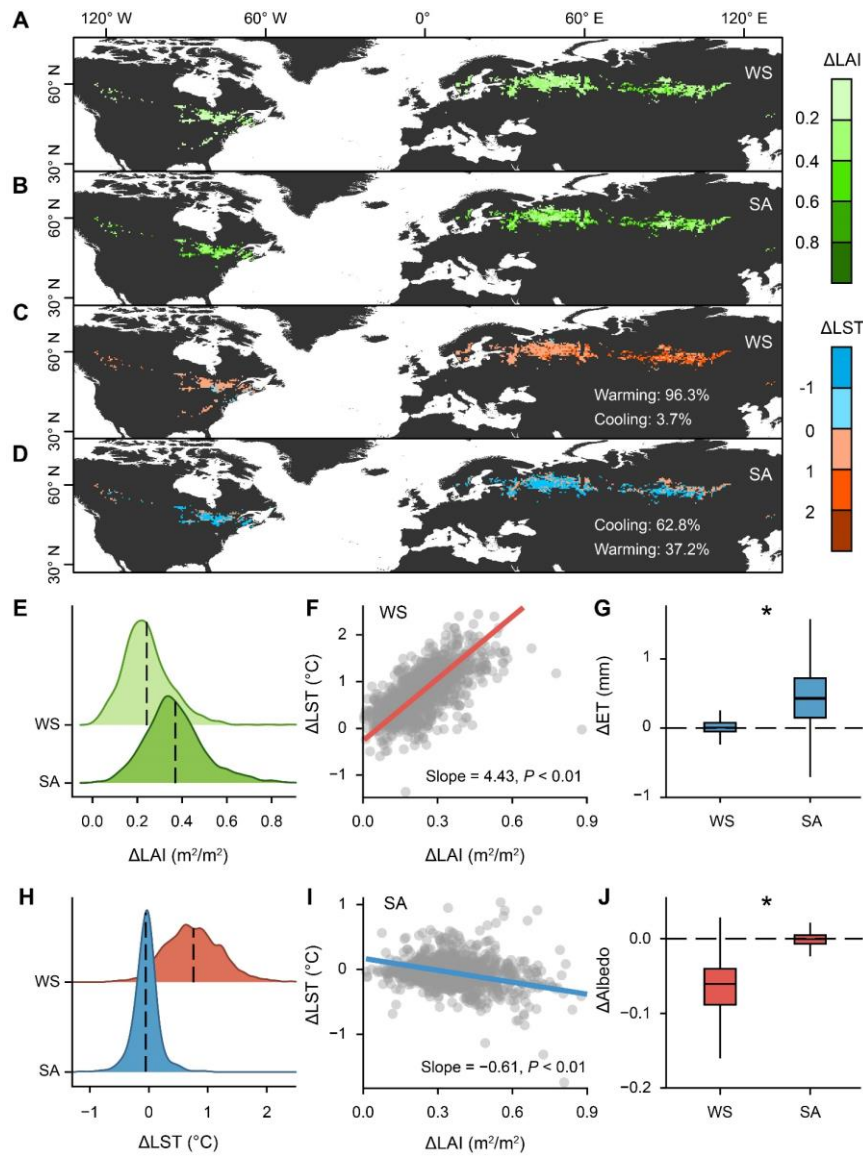 A
120° W
60° W
0°
60° E
120° E
60° N
30° N
WS
ΔLAI
0.2
0.4
0.6
0.8
B
60° N
30° N
SA
C
60° N
30° N
WS
Warming: 96.3%
Cooling: 3.7%
ΔLST
-1
0
1
2
D
60° N
30° N
SA
Cooling: 62.8%
Warming: 37.2%
E
WS
SA
0.0 0.2 0.4 0.6 0.8
ΔLAI (m²/m²)
F
WS
ΔLST (°C)
2
1
0
−1
Slope = 4.43, P < 0.01
0.0 0.3 0.6 0.9
ΔLAI (m²/m²)
G
*
ΔET (mm)
1
0
−1
WS SA
H
WS
SA
−1 0 1 2
ΔLST (°C)
I
SA
ΔLST (°C)
1
0
−1
Slope = −0.61, P < 0.01
0.0 0.3 0.6 0.9
ΔLAI (m²/m²)
J
*
ΔAlbedo
0.0
−0.1
−0.2
WS SA